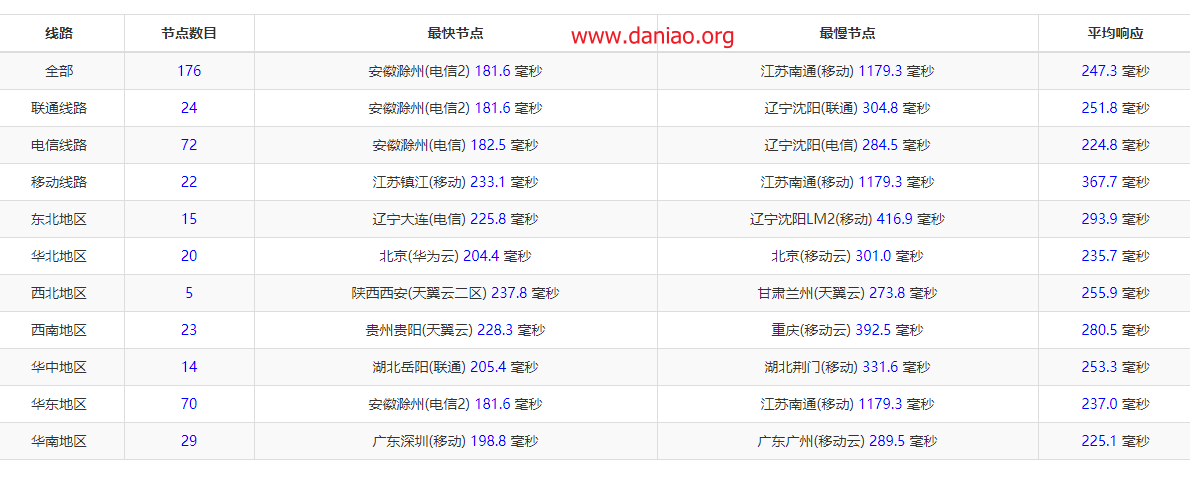 线路 节点数目 最快节点 www.daniao.org 最慢节点 平均响应
全部 176 安徽滁州(电信2) 181.6 毫秒 江苏南通(移动) 1179.3 毫秒 247.3 毫秒
联通线路 24 安徽滁州(电信2) 181.6 毫秒 辽宁沈阳(联通) 304.8 毫秒 251.8 毫秒
电信线路 72 安徽滁州(电信) 182.5 毫秒 辽宁沈阳(电信) 284.5 毫秒 224.8 毫秒
移动线路 22 江苏镇江(移动) 233.1 毫秒 江苏南通(移动) 1179.3 毫秒 367.7 毫秒
东北地区 15 辽宁大连(电信) 225.8 毫秒 辽宁沈阳LM2(移动) 416.9 毫秒 293.9 毫秒
华北地区 20 北京(华为云) 204.4 毫秒 北京(移动云) 301.0 毫秒 235.7 毫秒
西北地区 5 陕西西安(天翼云二区) 237.8 毫秒 甘肃兰州(天翼云) 273.8 毫秒 255.9 毫秒
西南地区 23 贵州贵阳(天翼云) 228.3 毫秒 重庆(移动云) 392.5 毫秒 280.5 毫秒
华中地区 14 湖北岳阳(联通) 205.4 毫秒 湖北荆门(移动) 331.6 毫秒 253.3 毫秒
华东地区 70 安徽滁州(电信2) 181.6 毫秒 江苏南通(移动) 1179.3 毫秒 237.0 毫秒
华南地区 29 广东深圳(移动) 198.8 毫秒 广东广州(移动云) 289.5 毫秒 225.1 毫秒